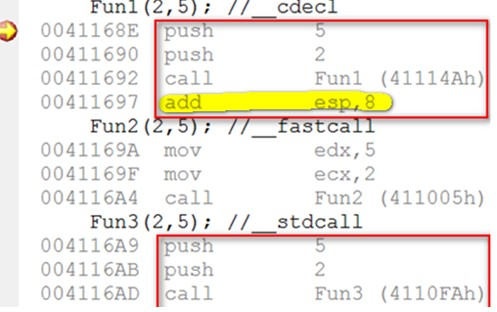 Fun1(2,5); //__cdecl
0041168E push 5
00411690 push 2
00411692 call Fun1 (41114Ah)
00411697 add esp,8
Fun2(2,5); //__fastcall
0041169A mov edx,5
0041169F mov ecx,2
004116A4 call Fun2 (411005h)
Fun3(2,5); //__stdcall
004116A9 push 5
004116AB push 2
004116AD call Fun3 (4110FAh)